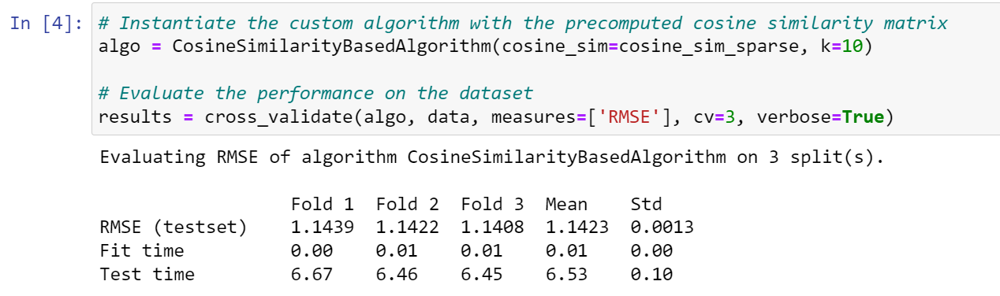 In [4]: # Instantiate the custom algorithm with the precomputed cosine similarity matrix
algo = CosineSimilarityBasedAlgorithm(cosine_sim=cosine_sim_sparse, k=10)
# Evaluate the performance on the dataset
results = cross_validate(algo, data, measures=['RMSE'], cv=3, verbose=True)
Evaluating RMSE of algorithm CosineSimilarityBasedAlgorithm on 3 split(s).
Fold 1 Fold 2 Fold 3 Mean Std
RMSE (testset) 1.1439 1.1422 1.1408 1.1423 0.0013
Fit time 0.00 0.01 0.01 0.01 0.00
Test time 6.67 6.46 6.45 6.53 0.10